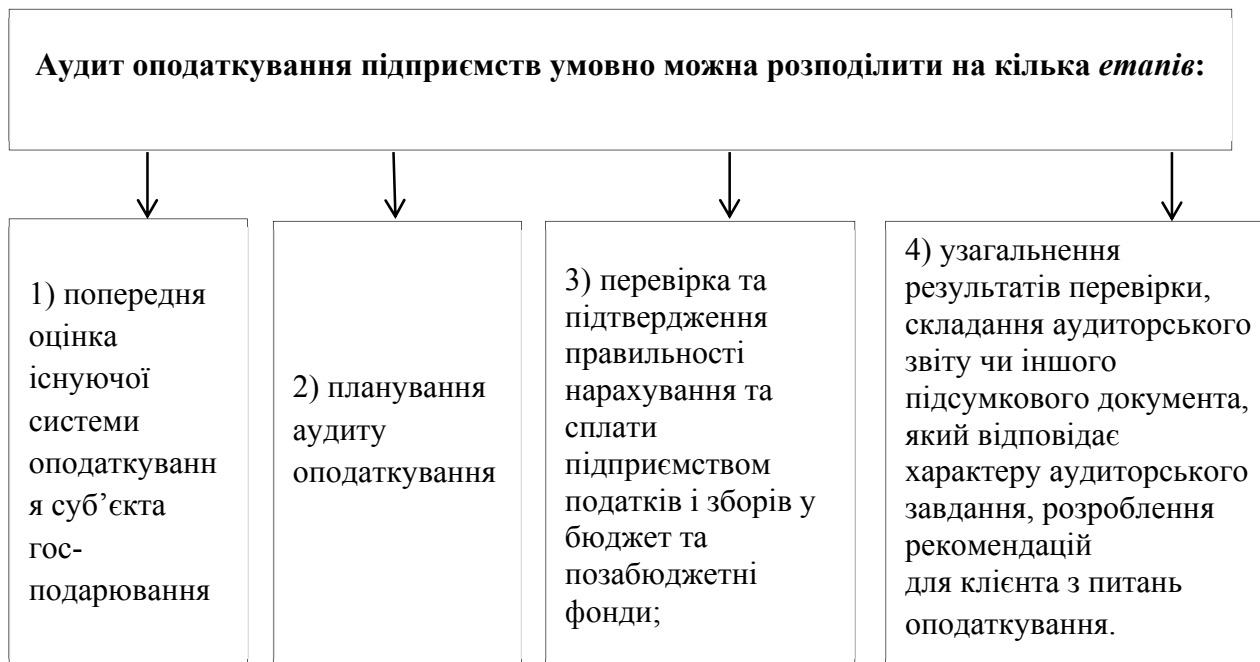 Аудит оподаткування підприємств умовно можна розподілити на кілька етапів:
1) попередня
оцінка
існуючої
системи
оподаткуванн
я суб’єкта
гос-
подарювання
2) планування
аудиту
оподаткування
3) перевірка та
підтвердження
правильності
нарахування та
сплати
підприємством
податків і зборів у
бюджет та
позабюджетні
фонди;
4) узагальнення
результатів перевірки,
складання аудиторського
звіту чи іншого
підсумкового документа,
який відповідає
характеру аудиторського
завдання, розроблення
рекомендацій
для клієнта з питань
оподаткування.